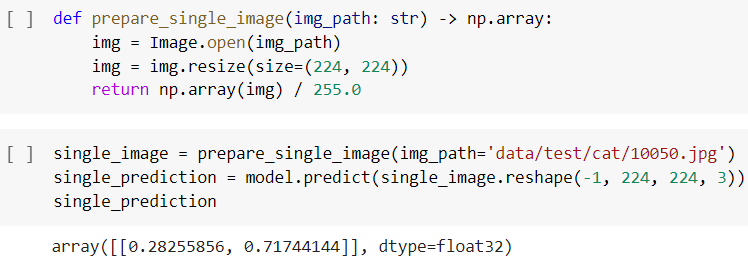 [ ] def prepare_single_image(img_path: str) -> np.array:
        img = Image.open(img_path)
        img = img.resize(size=(224, 224))
        return np.array(img) / 255.0
[ ] single_image = prepare_single_image(img_path='data/test/cat/10050.jpg')
    single_prediction = model.predict(single_image.reshape(-1, 224, 224, 3))
    single_prediction
    array([[0.28255856, 0.71744144]], dtype=float32)